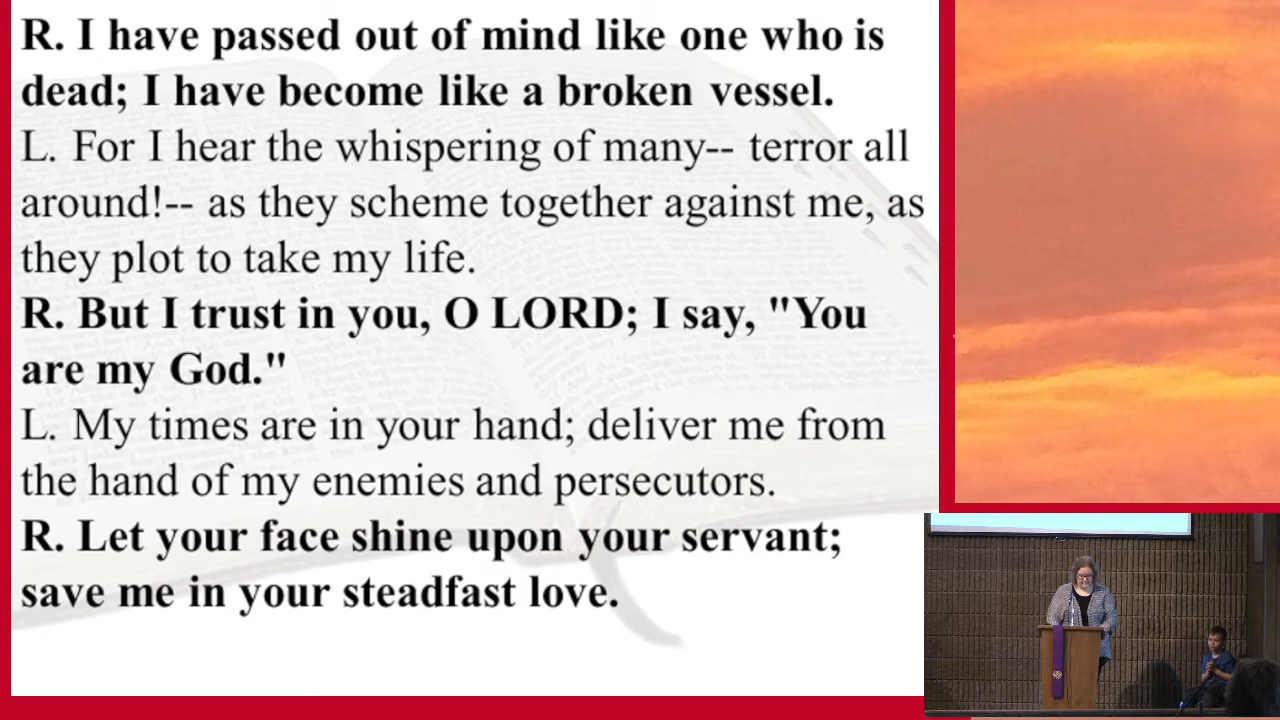 R. I have passed out of mind like one who is
dead; I have become like a broken vessel.
L. For I hear the whispering of many-- terror all
around!-- as they scheme together against me, as
they plot to take my life.
R. But I trust in you, O LORD; I say, "You
are my God."
L. My times are in your hand; deliver me from
the hand of my enemies and persecutors.
R. Let your face shine upon your servant;
save me in your steadfast love.